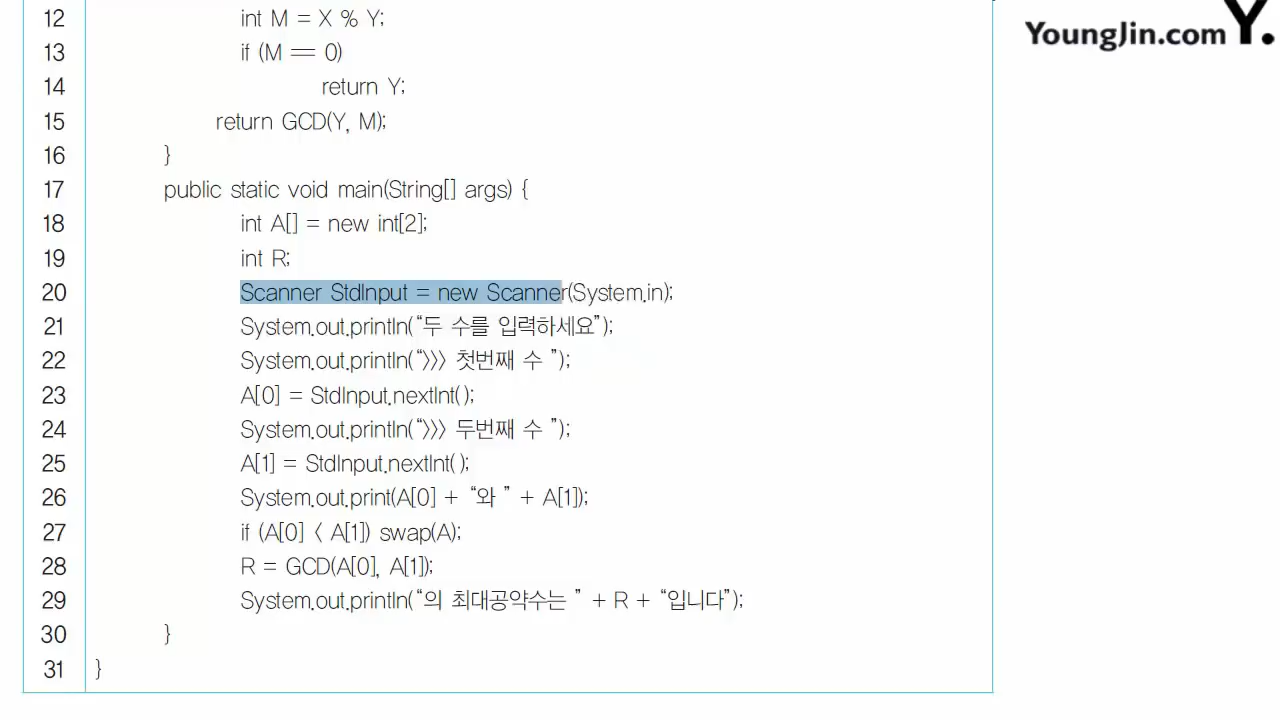 YoungJin.com Y.
12 int M = X % Y;
13 if (M == 0)
14 return Y;
15 return GCD(Y, M);
16 }
17 public static void main(String[] args) {
18 int A[] = new int[2];
19 int R;
20 Scanner StdInput = new Scanner(System.in);
21 System.out.println(“두 수를 입력하세요”);
22 System.out.println(“>>> 첫번째 수 ”);
23 A[0] = StdInput.nextInt( );
24 System.out.println(“>>> 두번째 수 ”);
25 A[1] = StdInput.nextInt( );
26 System.out.print(A[0] + “와 ” + A[1]);
27 if (A[0] < A[1]) swap(A);
28 R = GCD(A[0], A[1]);
29 System.out.println(“의 최대공약수는 ” + R + “입니다”);
30 }
31 }